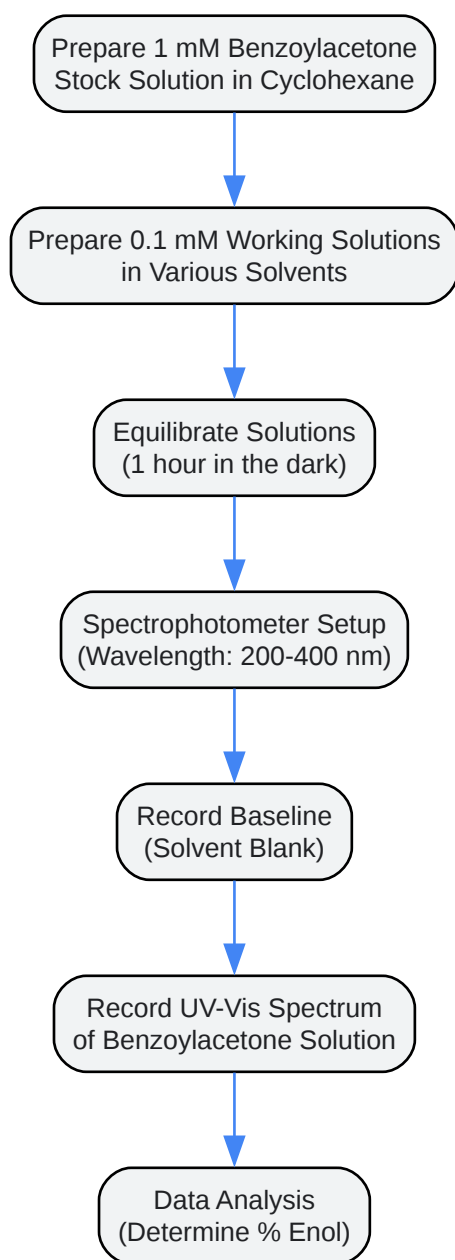 Prepare 1 mM Benzoylacetone
Stock Solution in Cyclohexane
Prepare 0.1 mM Working Solutions
in Various Solvents
Equilibrate Solutions
(1 hour in the dark)
Spectrophotometer Setup
(Wavelength: 200-400 nm)
Record Baseline
(Solvent Blank)
Record UV-Vis Spectrum
of Benzoylacetone Solution
Data Analysis
(Determine % Enol)